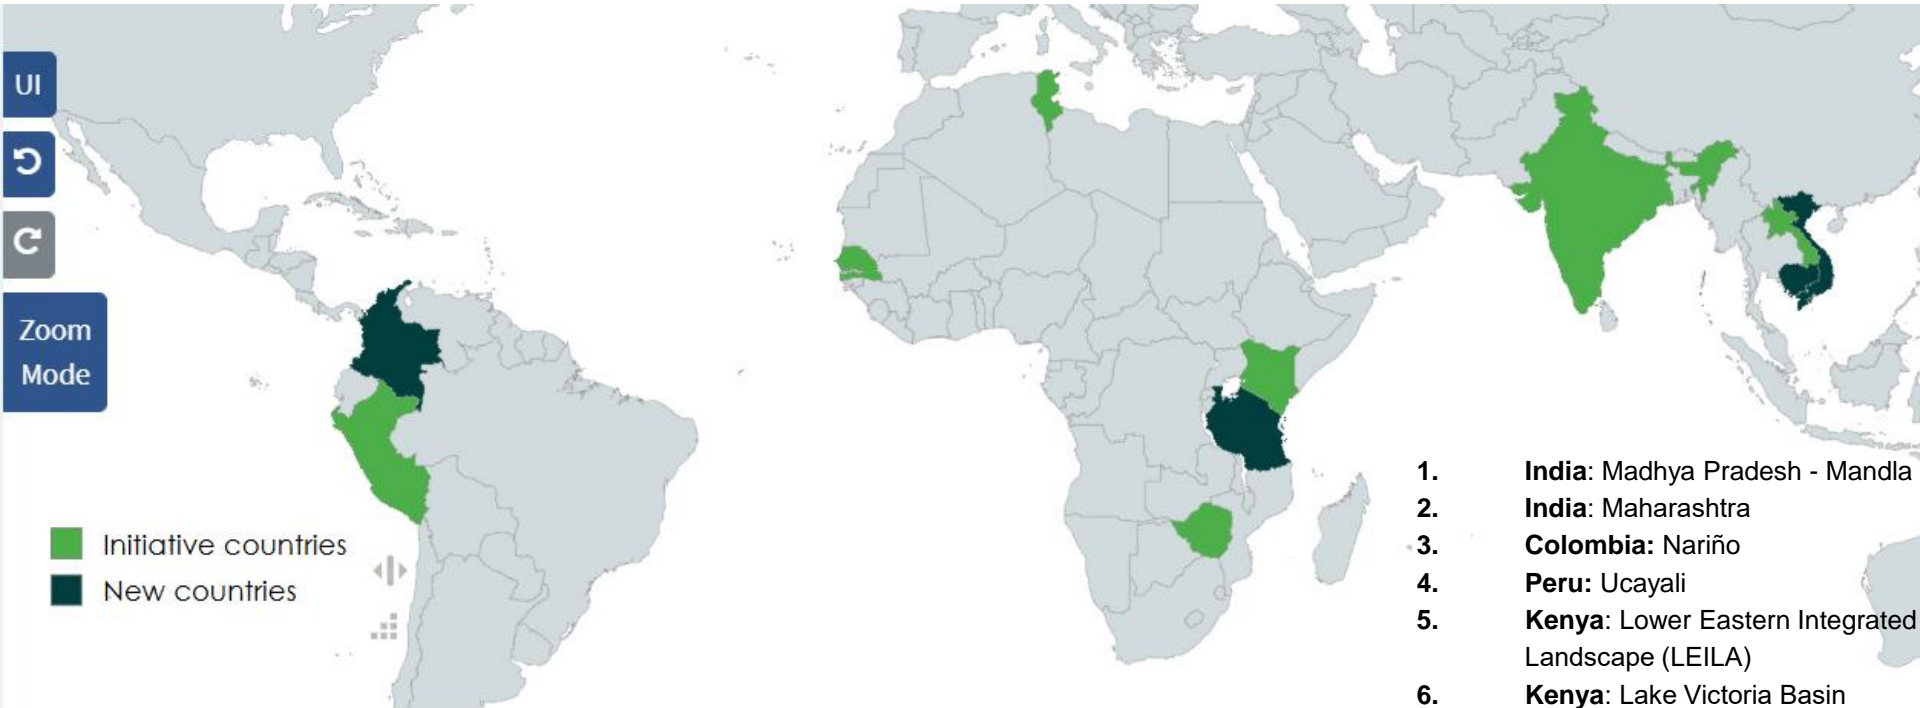 UI
Zoom
Mode
Initiative countries
New countries
1. India: Madhya Pradesh - Mandla
2. India: Maharashtra
3. Colombia: Nariño
4. Peru: Ucayali
5. Kenya: Lower Eastern Integrated
Landscape (LEILA)
6. Kenya: Lake Victoria Basin